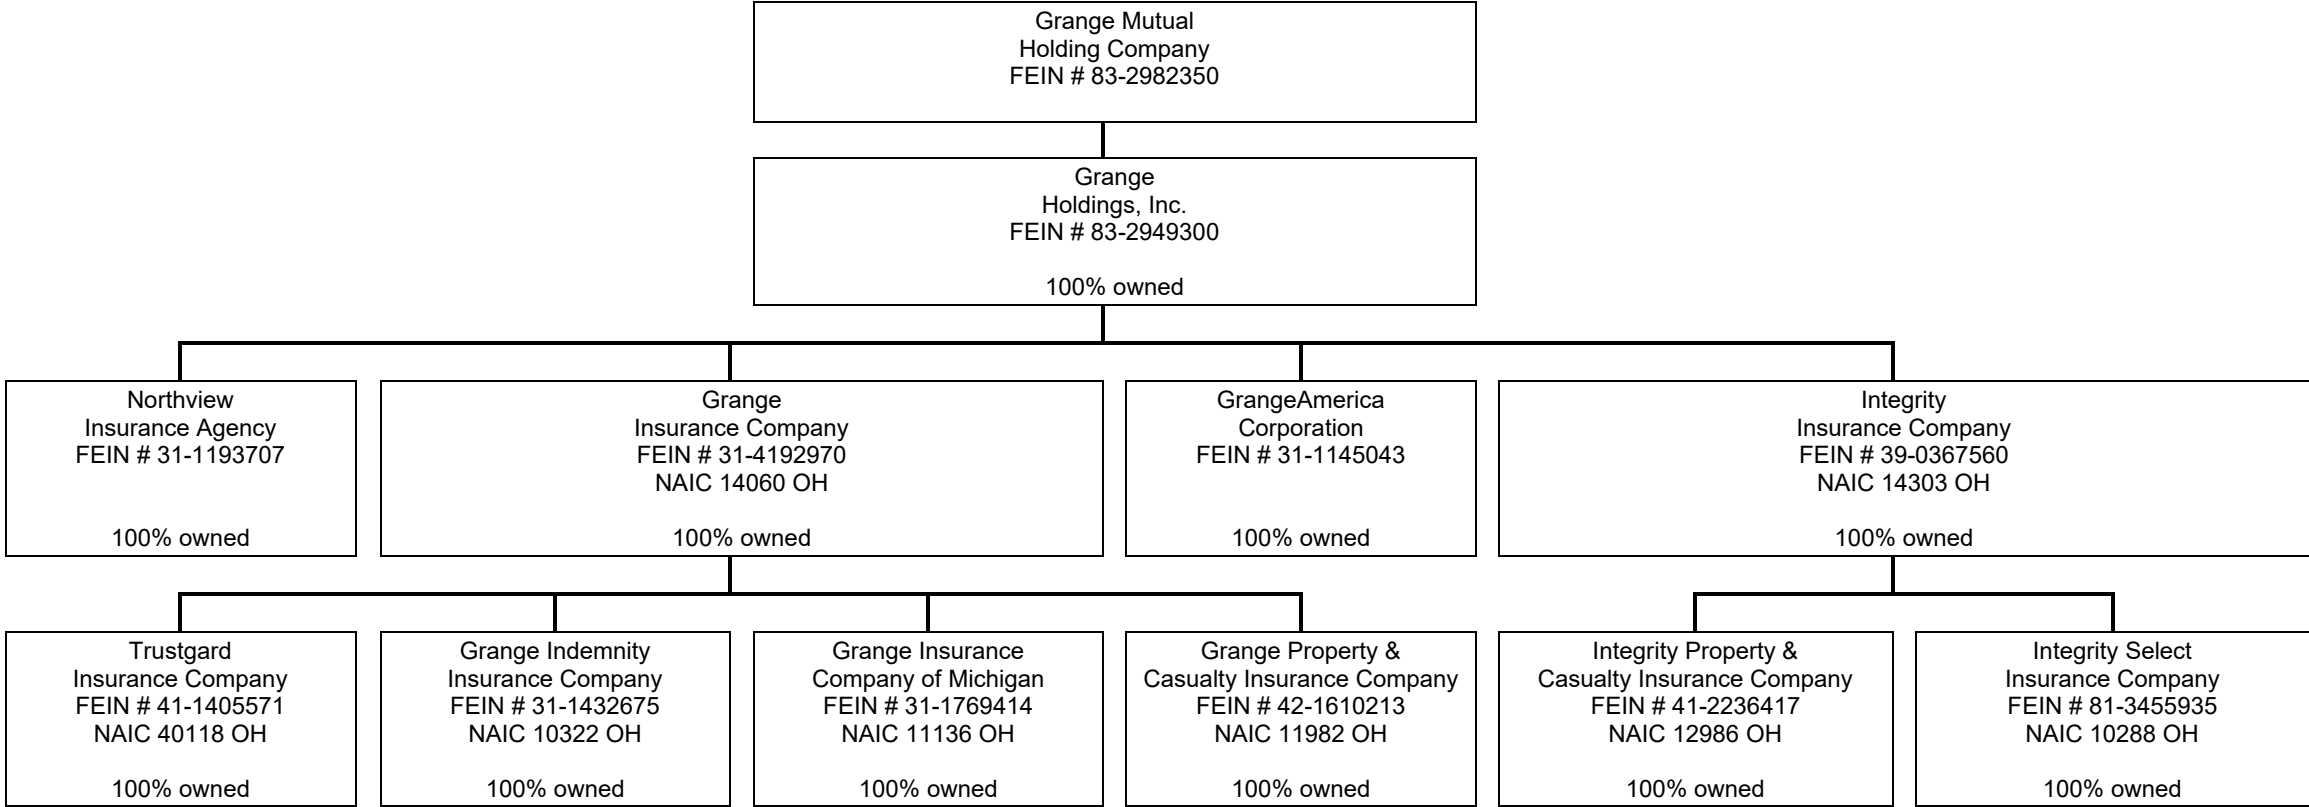 Grange Mutual
Holding Company
FEIN # 83-2982350
Grange
Holdings, Inc.
FEIN # 83-2949300
100% owned
Northview
Insurance Agency
FEIN # 31-1193707
100% owned
Grange
Insurance Company
FEIN # 31-4192970
NAIC 14060 OH
100% owned
GrangeAmerica
Corporation
FEIN # 31-1145043
100% owned
Integrity
Insurance Company
FEIN # 39-0367560
NAIC 14303 OH
100% owned
Trustgard
Insurance Company
FEIN # 41-1405571
NAIC 40118 OH
100% owned
Grange Indemnity
Insurance Company
FEIN # 31-1432675
NAIC 10322 OH
100% owned
Grange Insurance
Company of Michigan
FEIN # 31-1769414
NAIC 11136 OH
100% owned
Grange Property &
Casualty Insurance Company
FEIN # 42-1610213
NAIC 11982 OH
100% owned
Integrity Property &
Casualty Insurance Company
FEIN # 41-2236417
NAIC 12986 OH
100% owned
Integrity Select
Insurance Company
FEIN # 81-3455935
NAIC 10288 OH
100% owned